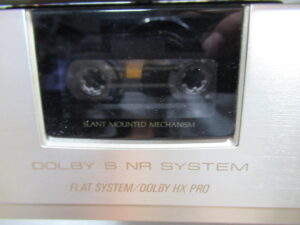 SLANT MOUNTED MECHANISM
DOLBY S NR SYSTEM
FLAT SYSTEM/DOLBY HX PRO